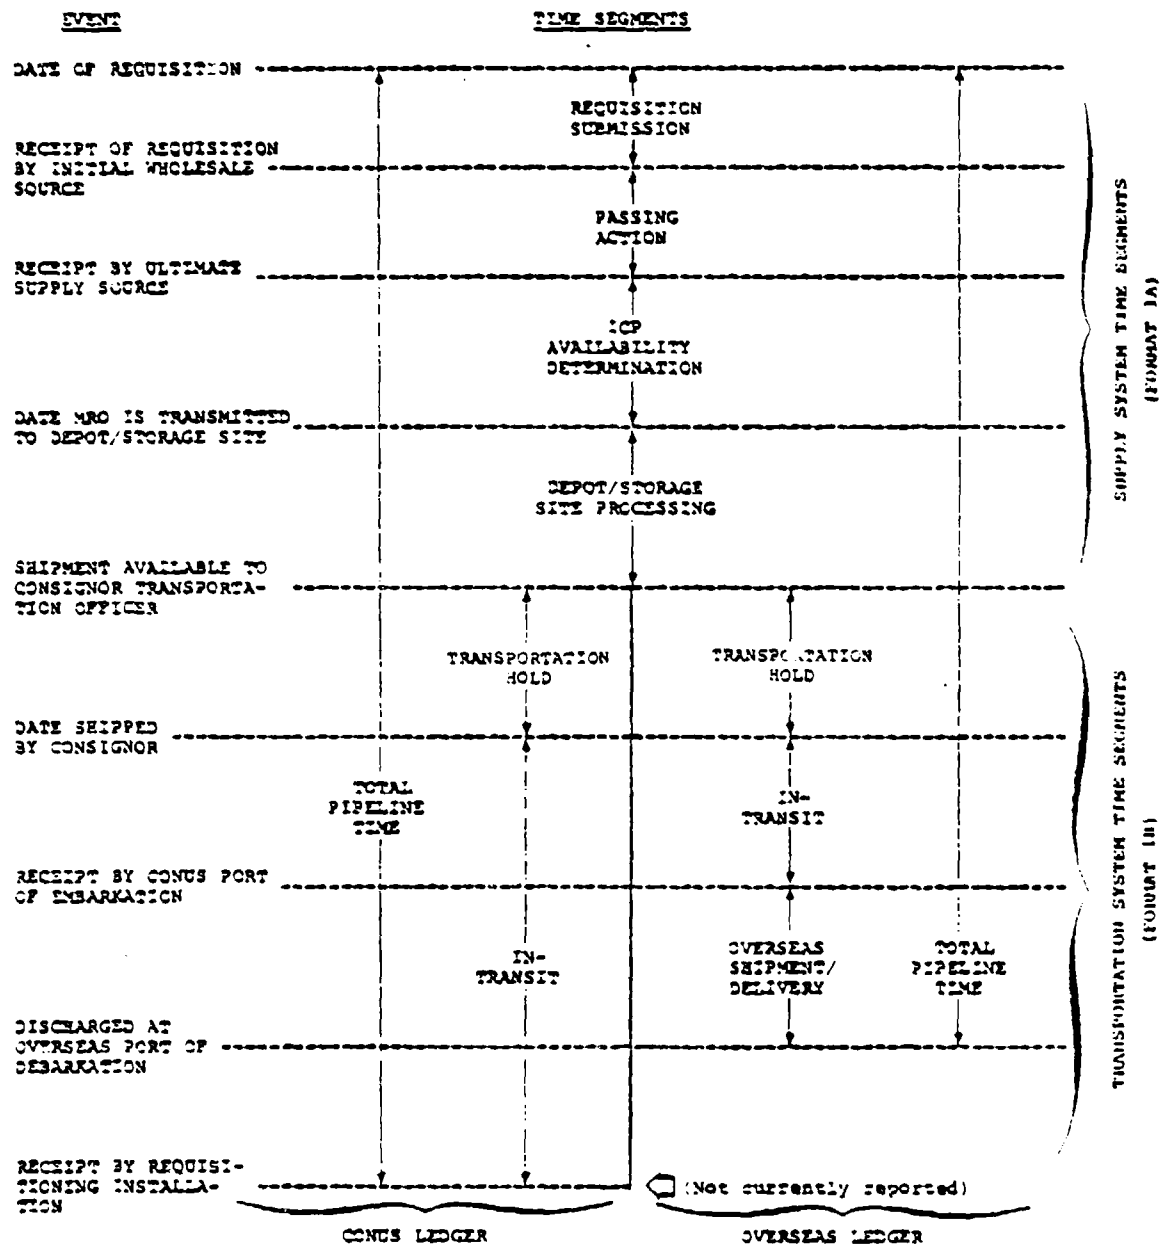 EVENT
TIME SEGMENTS
DATE OF REQUISITION
REQUISITION
SUBMISSION
RECEIPT OF REQUISITION
BY INITIAL WHOLESALE
SOURCE
PASSING
ACTION
RECEIPT BY ULTIMATE
SUPPLY SOURCE
ICP
AVAILABILITY
DETERMINATION
DATE MRO IS TRANSMITTED
TO DEPOT/STORAGE SITE
DEPOT/STORAGE
SITE PROCESSING
SUPPLY SYSTEM TIME SEGMENTS
(FORMAT 1A)
SHIPMENT AVAILABLE TO
CONSIGNOR TRANSPORTA-
TION OFFICER
TRANSPORTATION
HOLD
TRANSPORTATION
HOLD
DATE SHIPPED
BY CONSIGNOR
TOTAL
PIPELINE
TIME
IN-
TRANSIT
RECEIPT BY CONUS PORT
OF EMBARKATION
IN-
TRANSIT
OVERSEAS
SHIPMENT/
DELIVERY
TOTAL
PIPELINE
TIME
DISCHARGED AT
OVERSEAS PORT OF
DEBARKATION
TRANSPORTATION SYSTEM TIME SEGMENTS
(FORMAT 1B)
RECEIPT BY REQUISI-
TIONING INSTALLA-
TION
(Not currently reported)
CONUS LEDGER
OVERSEAS LEDGER